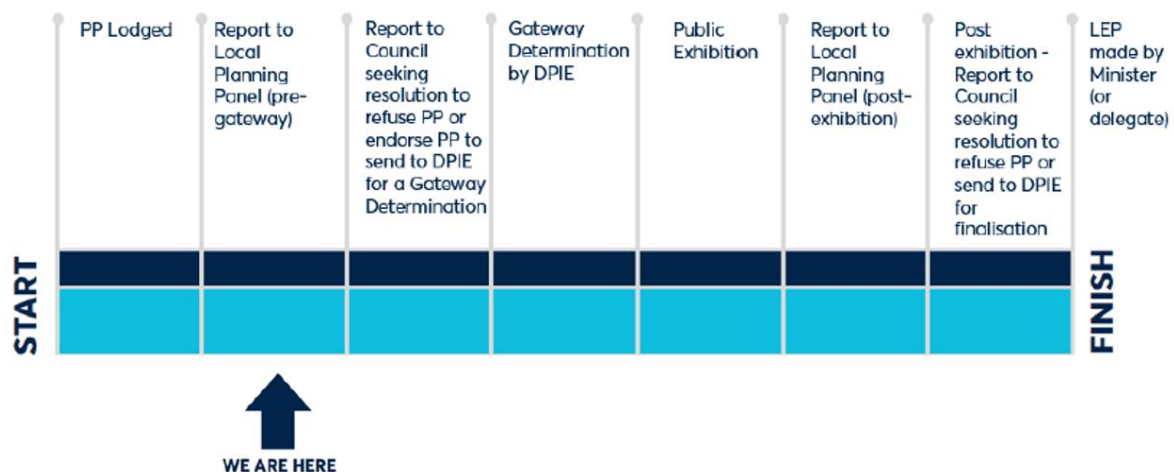 PP Lodged
Report to
Local
Planning
Panel (pre-
gateway)
Report to
Council
seeking
resolution to
refuse PP or
endorse PP to
send to DPIE
for a Gateway
Determination
Gateway
Determination
by DPIE
Public
Exhibition
Report to
Local
Planning
Panel (post-
exhibition)
Post
exhibition -
Report to
Council
seeking
resolution to
refuse PP or
send to DPIE
for
finalisation
LEP
made by
Minister
(or
delegate)
START
FINISH
WE ARE HERE